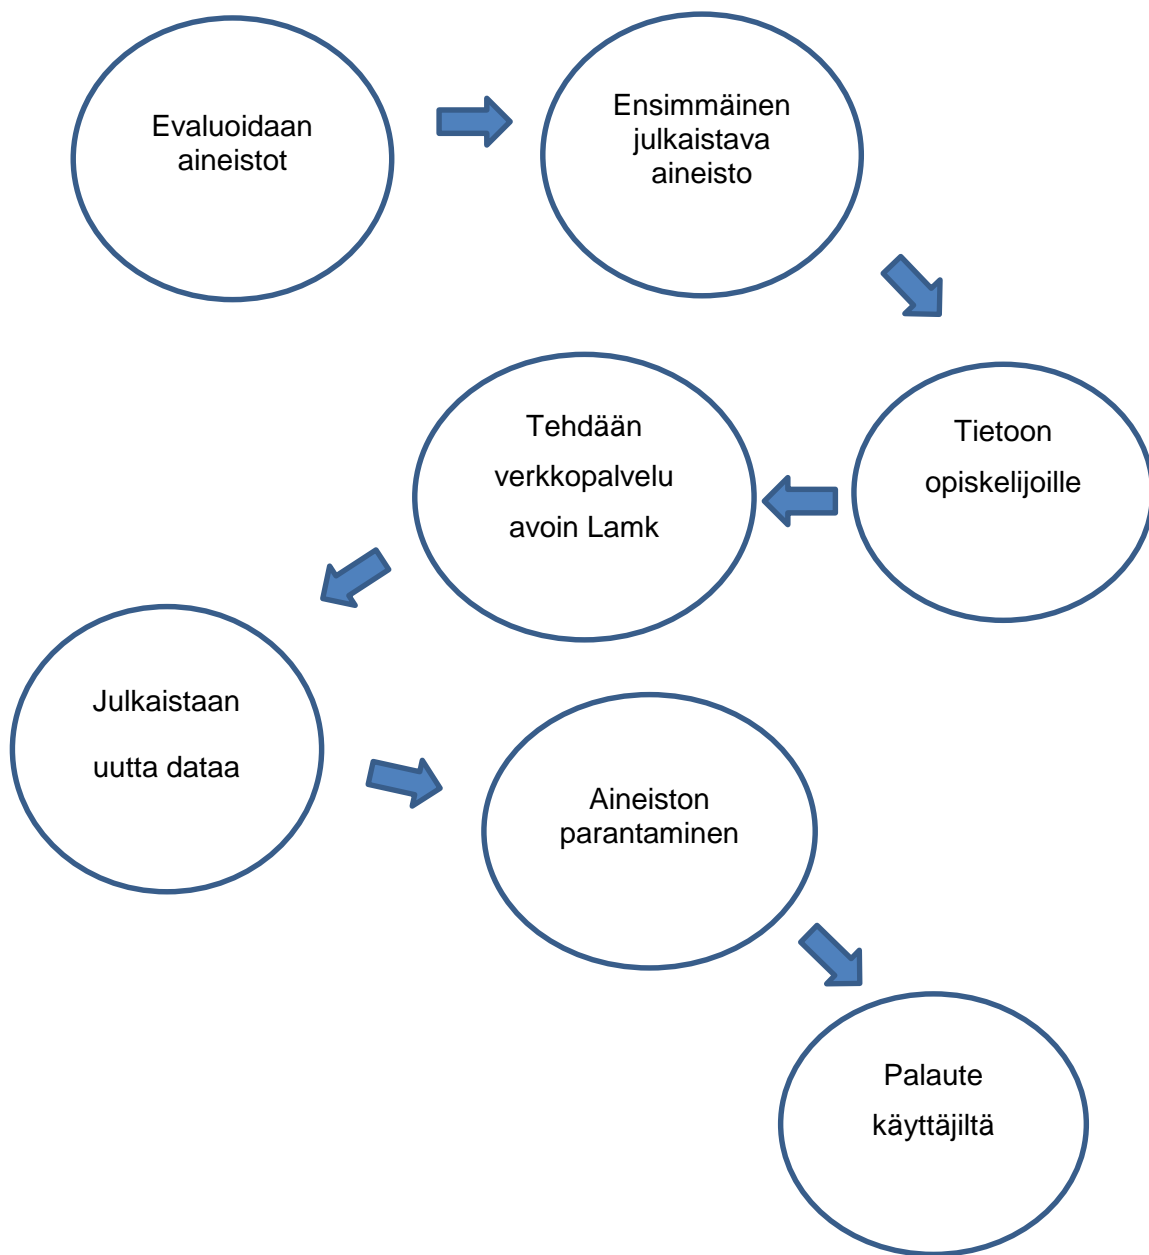 Evaluoidaan
aineistot
Ensimmäinen
julkaistava
aineisto
Tietoon
opiskelijoille
Tehdään
verkkopalvelu
avoin Lamk
Julkaistaan
uutta dataa
Aineiston
parantaminen
Palaute
käyttäjiltä